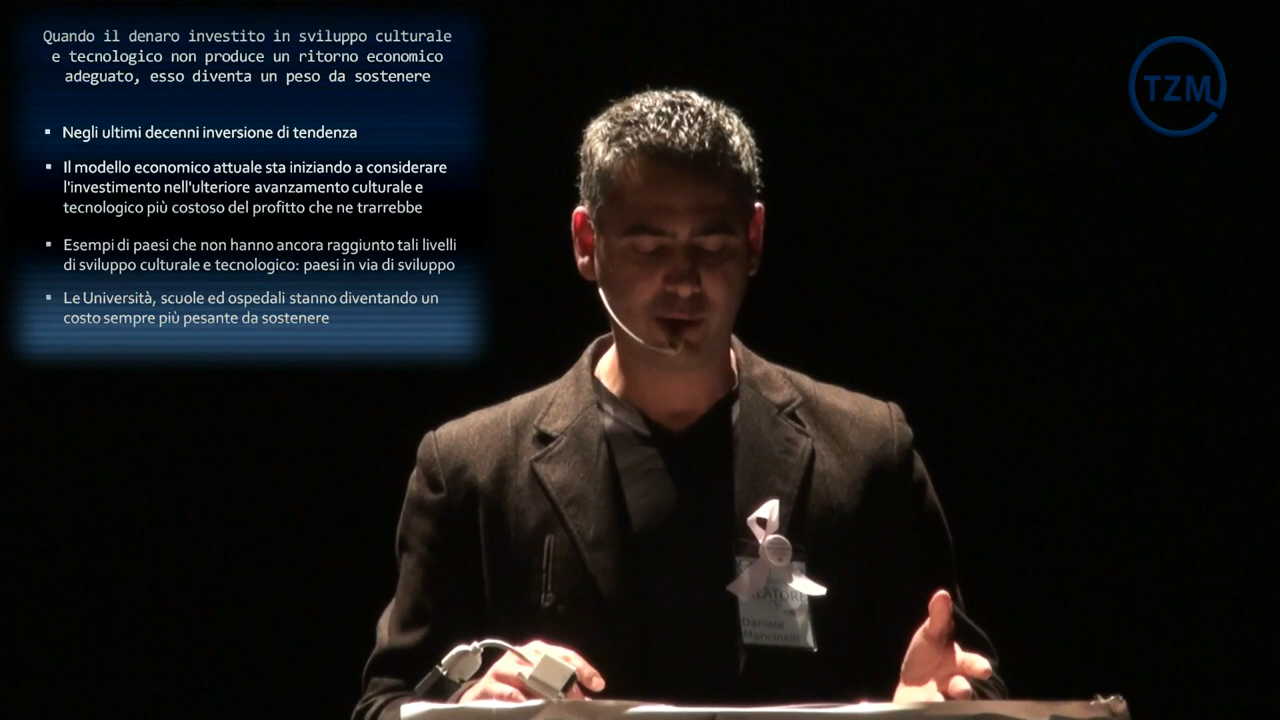 Quando il denaro investito in sviluppo culturale
e tecnologico non produce un ritorno economico
adeguato, esso diventa un peso da sostenere
▪ Negli ultimi decenni inversione di tendenza
▪ Il modello economico attuale sta iniziando a considerare
l'investimento nell'ulteriore avanzamento culturale e
tecnologico più costoso del profitto che ne trarrebbe
▪ Esempi di paesi che non hanno ancora raggiunto tali livelli
di sviluppo culturale e tecnologico: paesi in via di sviluppo
▪ Le Università, scuole ed ospedali stanno diventando un
costo sempre più pesante da sostenere
TZM
Daniele